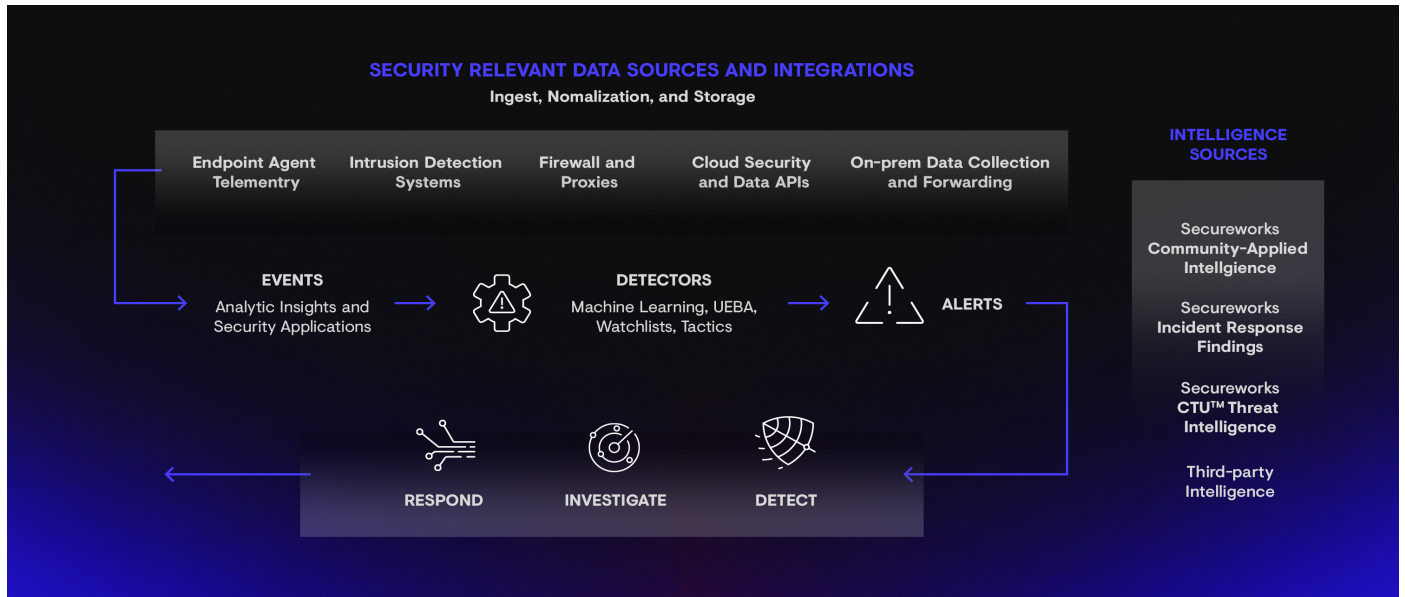 SECURITY RELEVANT DATA SOURCES AND INTEGRATIONS
Ingest, Nomalization, and Storage
Endpoint Agent
Telementry
Intrusion Detection
Systems
Firewall and
Proxies
Cloud Security
and Data APIs
On-prem Data Collection
and Forwarding
EVENTS
Analytic Insights and
Security Applications
DETECTORS
Machine Learning, UEBA,
Watchlists, Tactics
ALERTS
RESPOND
INVESTIGATE
DETECT
INTELLIGENCE
SOURCES
Secureworks
Community-Applied
Intellgience
Secureworks
Incident Response
Findings
Secureworks
CTU™ Threat
Intelligence
Third-party
Intelligence